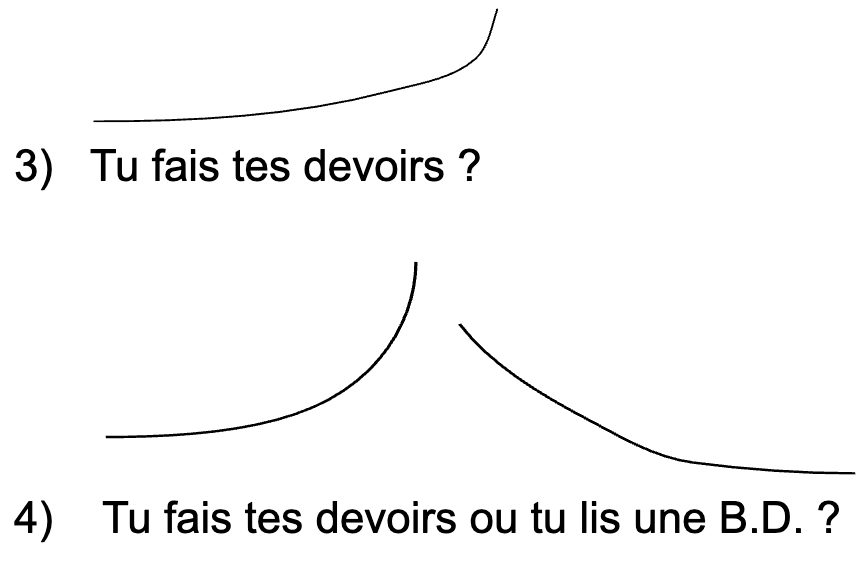 3) Tu fais tes devoirs ?
4) Tu fais tes devoirs ou tu lis une B.D. ?